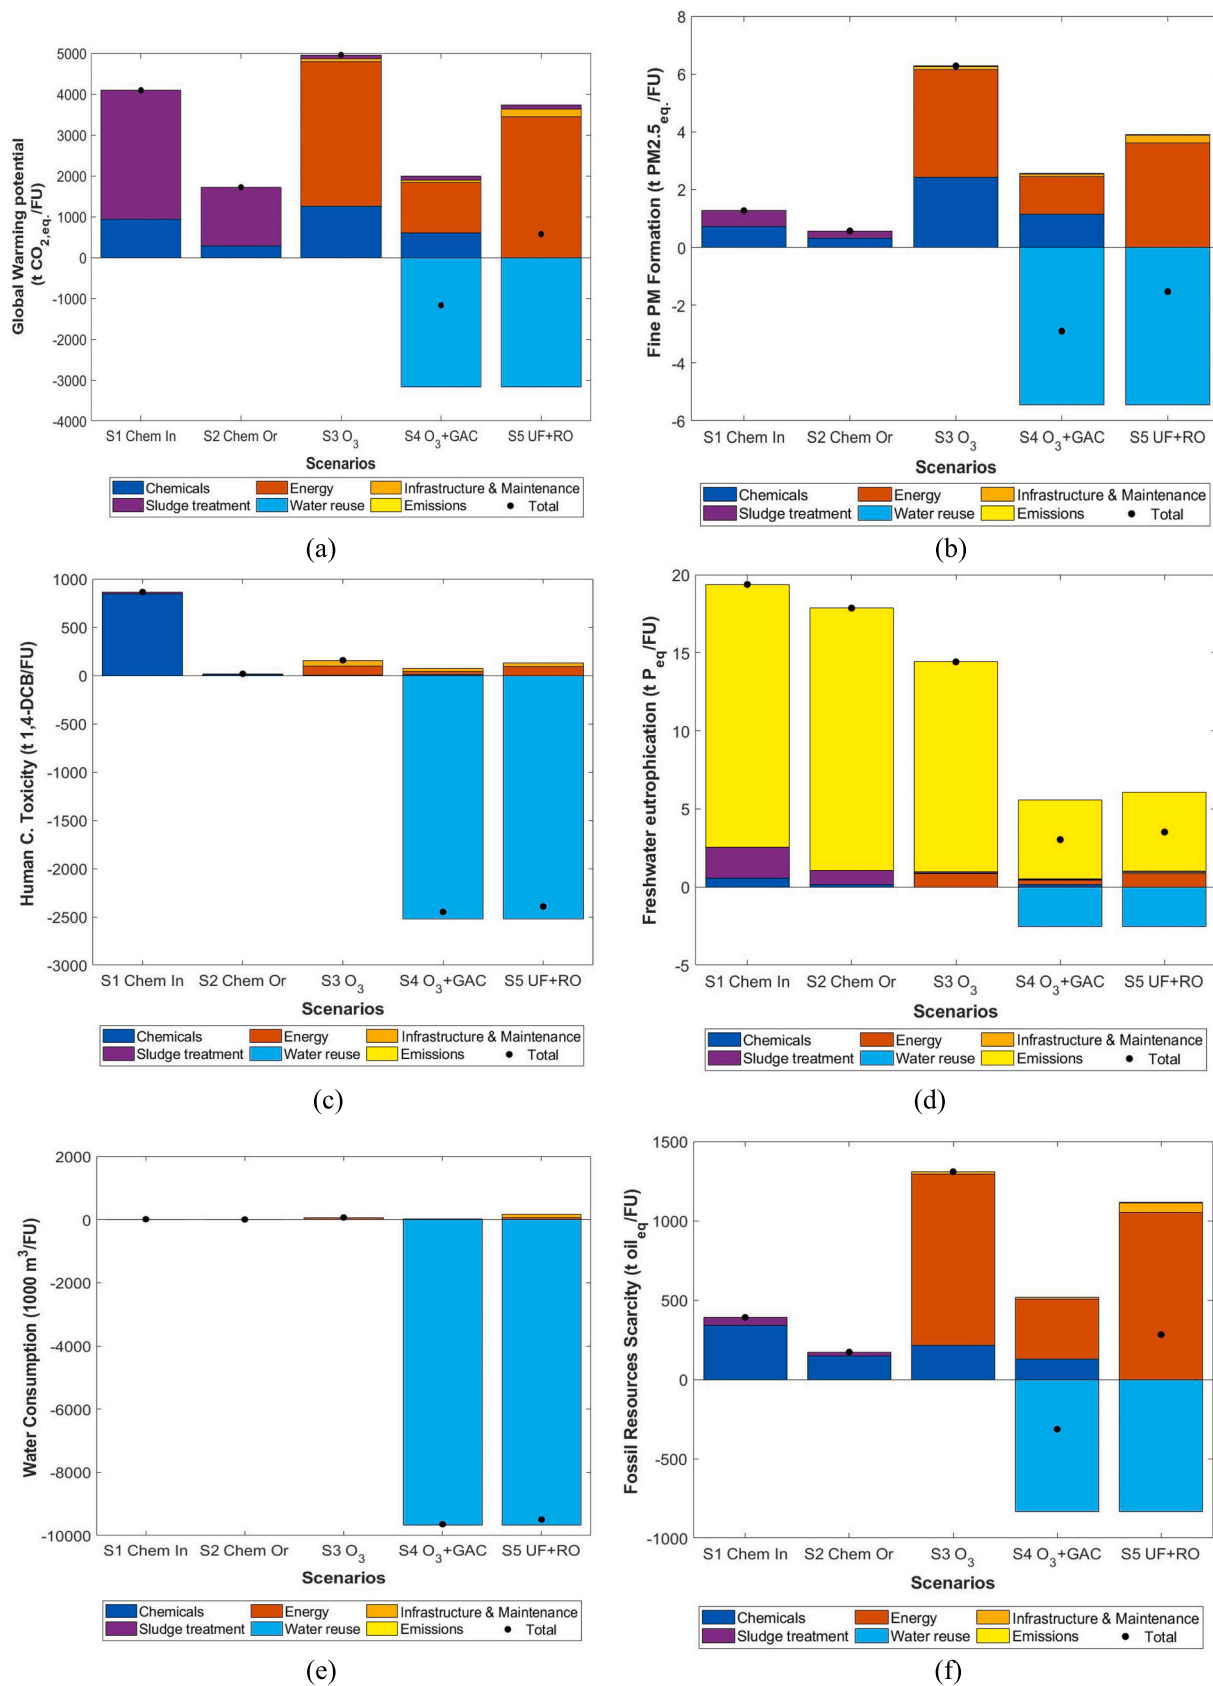 5000
4000
3000
2000
1000
0
-1000
-2000
-3000
-4000
Global Warming potential
(t CO2,eq./FU)
S1 Chem In S2 Chem Or S3 O3 S4 O3+GAC S5 UF+RO
Scenarios
Chemicals Energy Infrastructure & Maintenance
Sludge treatment Water reuse Emissions Total
(a)
8
6
4
2
0
-2
-4
-6
Fine PM Formation (t PM2.5eq./FU)
S1 Chem In S2 Chem Or S3 O3 S4 O3+GAC S5 UF+RO
Scenarios
Chemicals Energy Infrastructure & Maintenance
Sludge treatment Water reuse Emissions Total
(b)
1000
500
0
-500
-1000
-1500
-2000
-2500
-3000
Human C. Toxicity (t 1,4-DCB/FU)
S1 Chem In S2 Chem Or S3 O3 S4 O3+GAC S5 UF+RO
Scenarios
Chemicals Energy Infrastructure & Maintenance
Sludge treatment Water reuse Emissions Total
(c)
20
15
10
5
0
-5
Freshwater eutrophication (t Peq/FU)
S1 Chem In S2 Chem Or S3 O3 S4 O3+GAC S5 UF+RO
Scenarios
Chemicals Energy Infrastructure & Maintenance
Sludge treatment Water reuse Emissions Total
(d)
2000
0
-2000
-4000
-6000
-8000
-10000
Water Consumption (1000 m3/FU)
S1 Chem In S2 Chem Or S3 O3 S4 O3+GAC S5 UF+RO
Scenarios
Chemicals Energy Infrastructure & Maintenance
Sludge treatment Water reuse Emissions Total
(e)
1500
1000
500
0
-500
-1000
Fossil Resources Scarcity (t oileq/FU)
S1 Chem In S2 Chem Or S3 O3 S4 O3+GAC S5 UF+RO
Scenarios
Chemicals Energy Infrastructure & Maintenance
Sludge treatment Water reuse Emissions Total
(f)